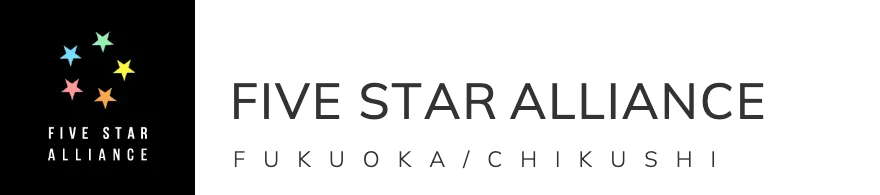 FIVE STAR
ALLIANCE
FIVE STAR ALLIANCE
FUKUOKA/CHIKUSHI